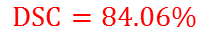 DSC = 84.06%